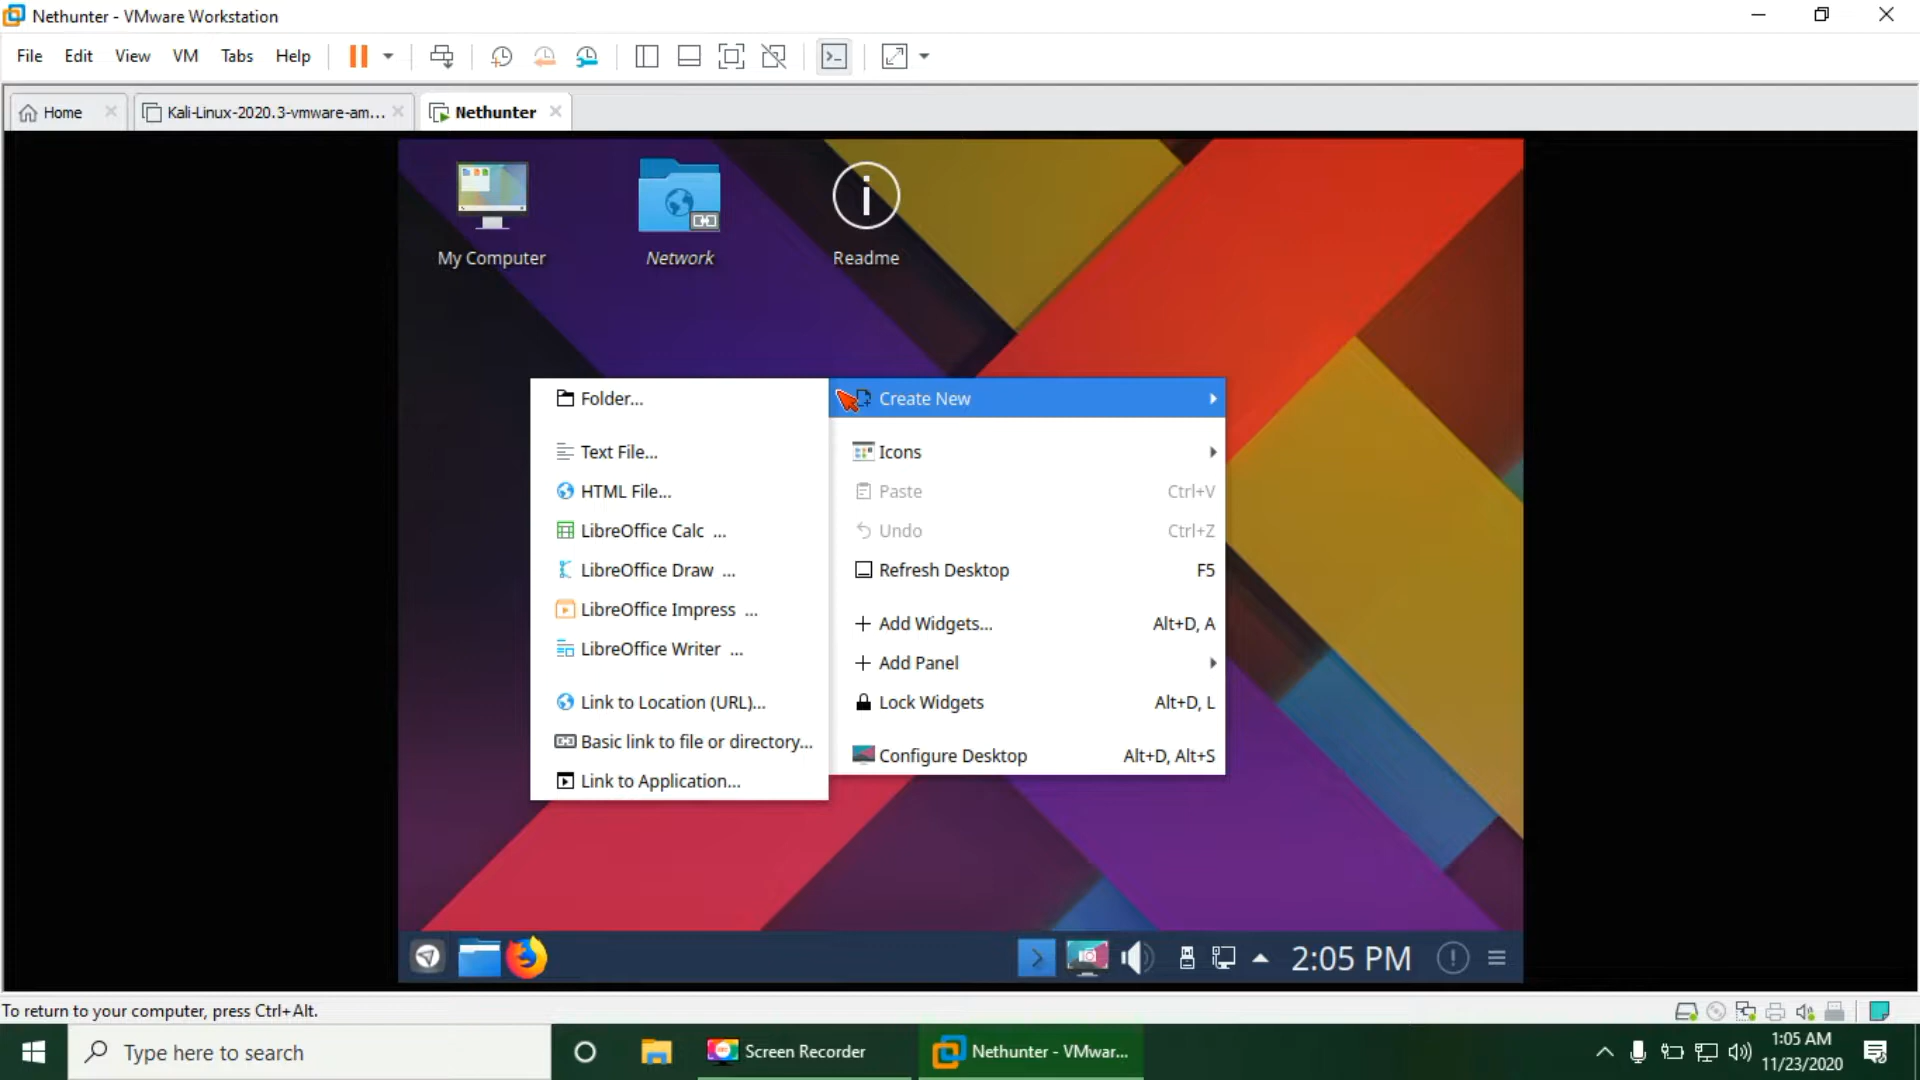 Nethunter - VMware Workstation
File Edit View VM Tabs Help
Home Kali-Linux-2020.3-vmware-am... Nethunter
My Computer Network Readme
Folder...
Text File...
HTML File...
LibreOffice Calc ...
LibreOffice Draw ...
LibreOffice Impress ...
LibreOffice Writer ...
Link to Location (URL)...
Basic link to file or directory...
Link to Application...
Create New
Icons
Paste Ctrl+V
Undo Ctrl+Z
Refresh Desktop F5
Add Widgets... Alt+D, A
Add Panel
Lock Widgets Alt+D, L
Configure Desktop Alt+D, Alt+S
2:05 PM
To return to your computer, press Ctrl+Alt.
Type here to search
Screen Recorder
Nethunter - VMwar...
1:05 AM
11/23/2020